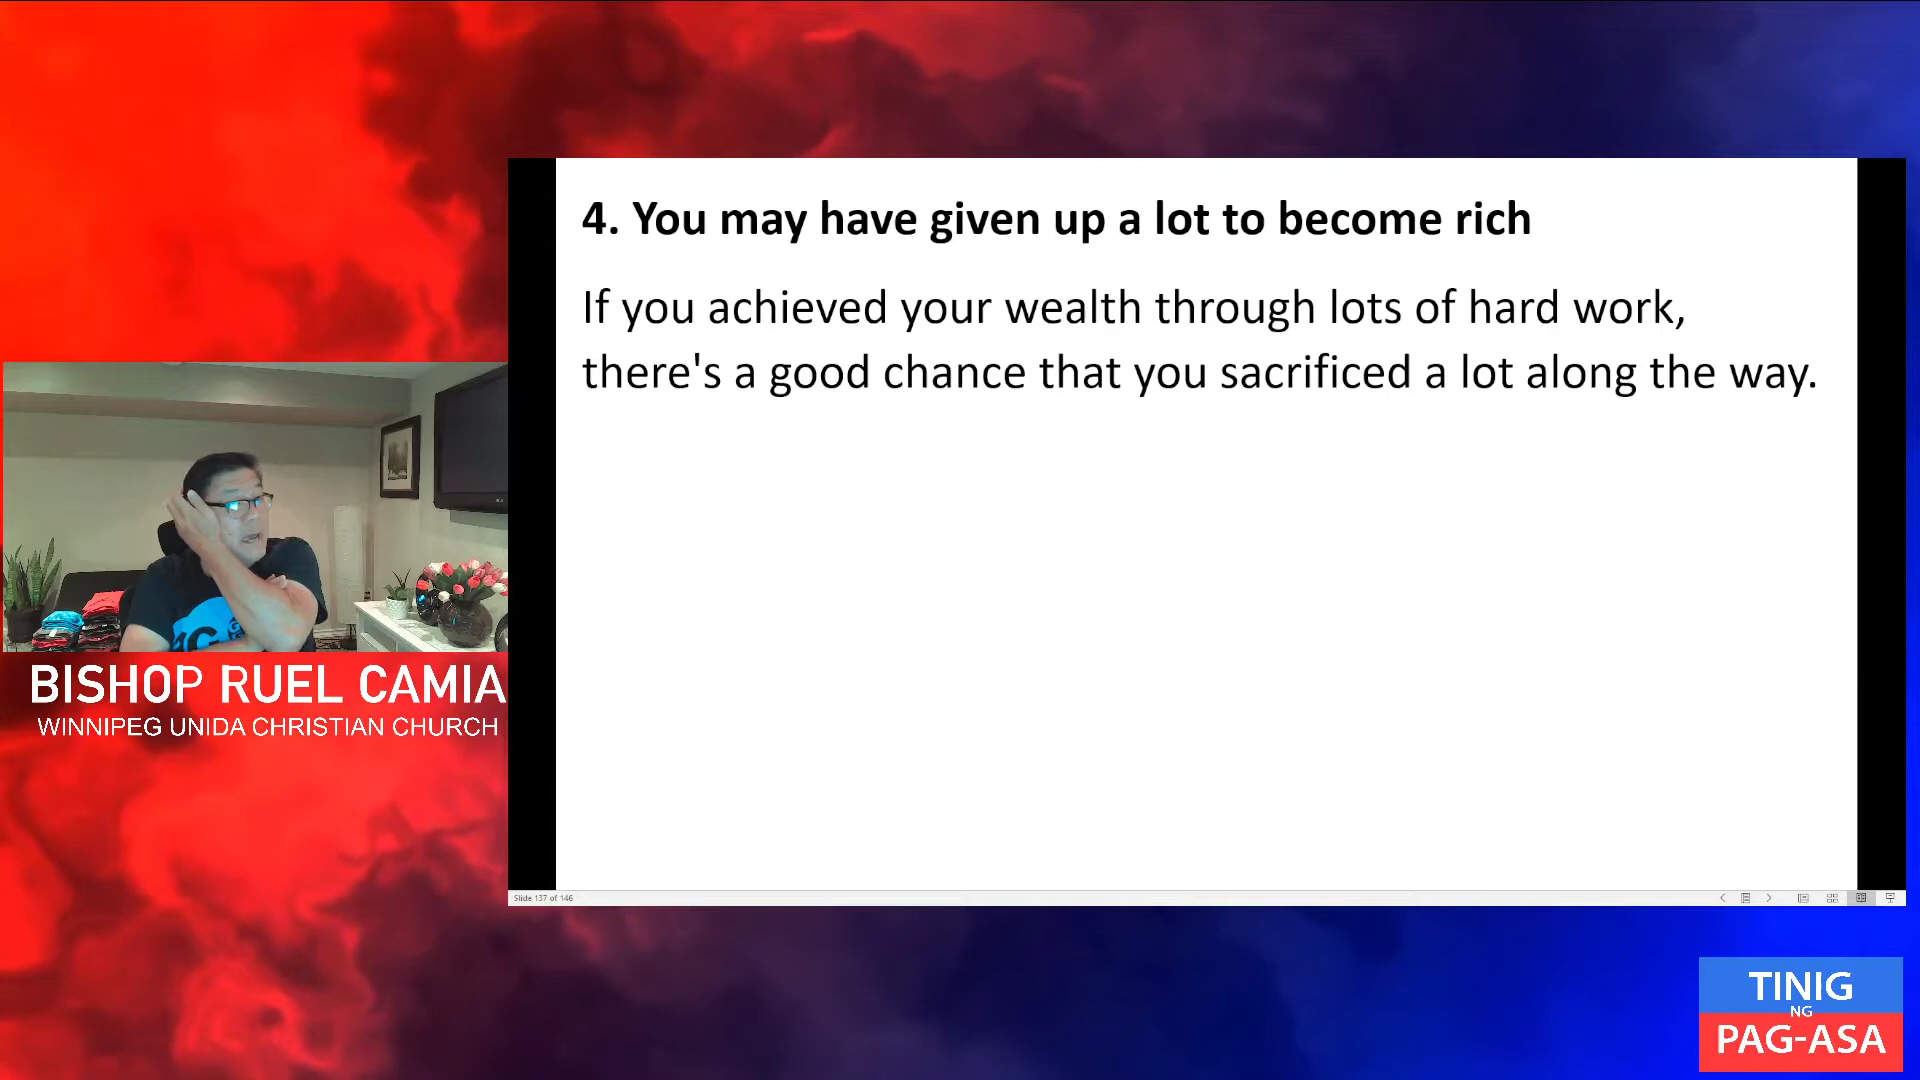 4. You may have given up a lot to become rich
If you achieved your wealth through lots of hard work,
there's a good chance that you sacrificed a lot along the way.
BISHOP RUEL CAMIA
WINNIPEG UNIDA CHRISTIAN CHURCH
Slide 137 of 146
TINIG
NG
PAG-ASA